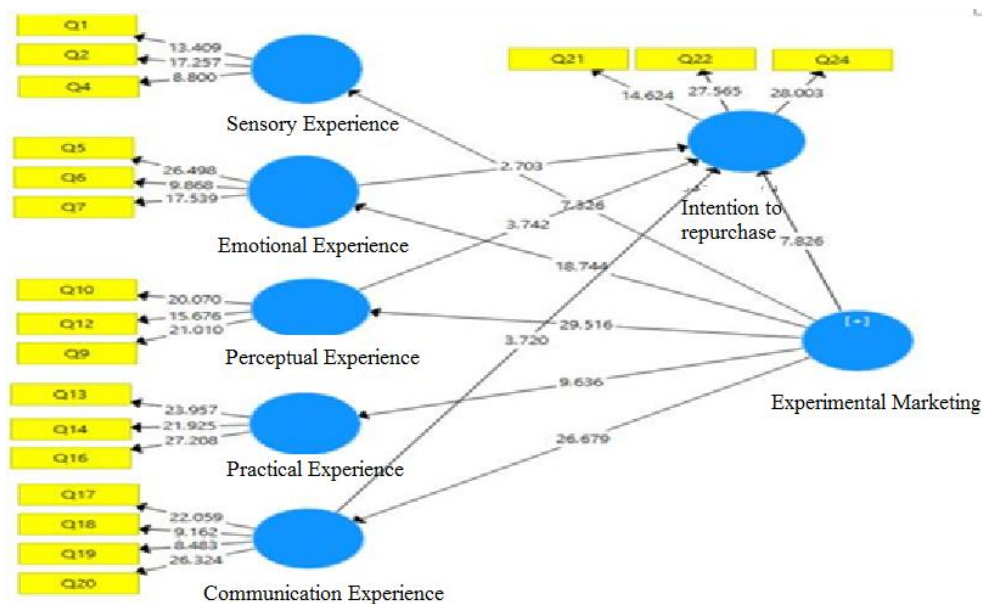 Q1
13.409
Q2
17.257
Q4
8.800
Sensory Experience
Q21
Q22
Q24
14.624
27.565
28.003
Q5
26.498
Q6
9.868
Q7
17.539
Emotional Experience
2.703
7.326
3.742
18.744
Intention to
repurchase
7.826
Q10
20.070
Q12
15.676
Q9
21.010
Perceptual Experience
29.516
3.720
[+]
Experimental Marketing
Q13
23.957
Q14
21.925
Q16
27.208
Practical Experience
9.636
26.679
Q17
22.059
Q18
9.162
Q19
8.483
Q20
26.324
Communication Experience